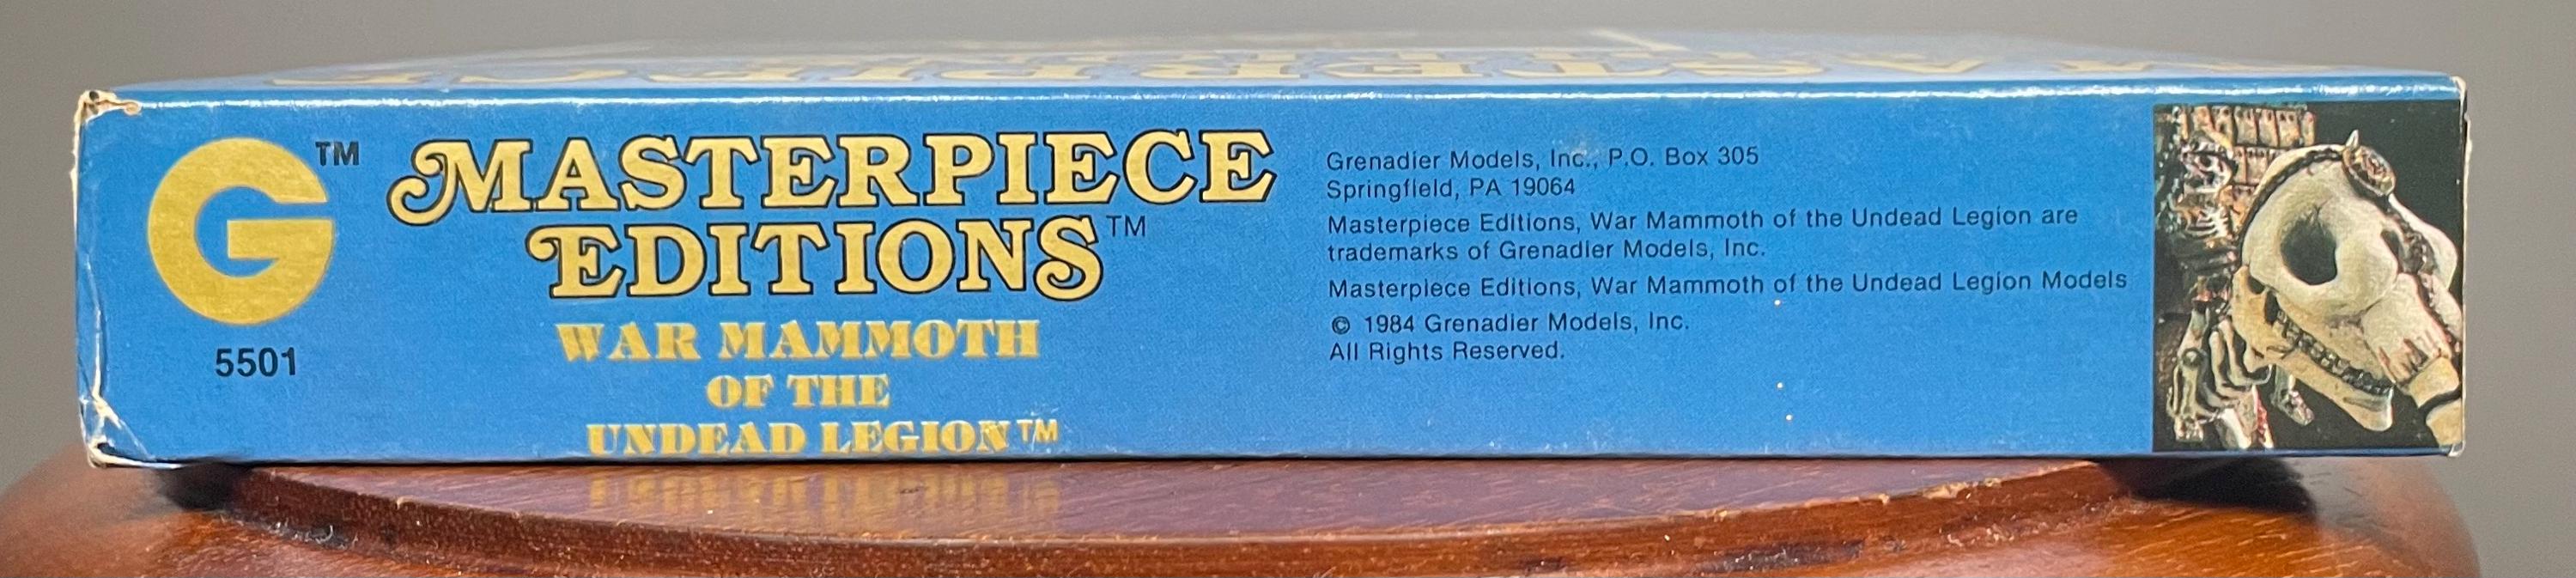 MASTERPIECE
G™
MASTERPIECE
EDITIONS™
5501
WAR MAMMOTH
OF THE
UNDEAD LEGION™
Grenadier Models, Inc., P.O. Box 305
Springfield, PA 19064
Masterpiece Editions, War Mammoth of the Undead Legion are
trademarks of Grenadier Models, Inc.
Masterpiece Editions, War Mammoth of the Undead Legion Models
© 1984 Grenadier Models, Inc.
All Rights Reserved.